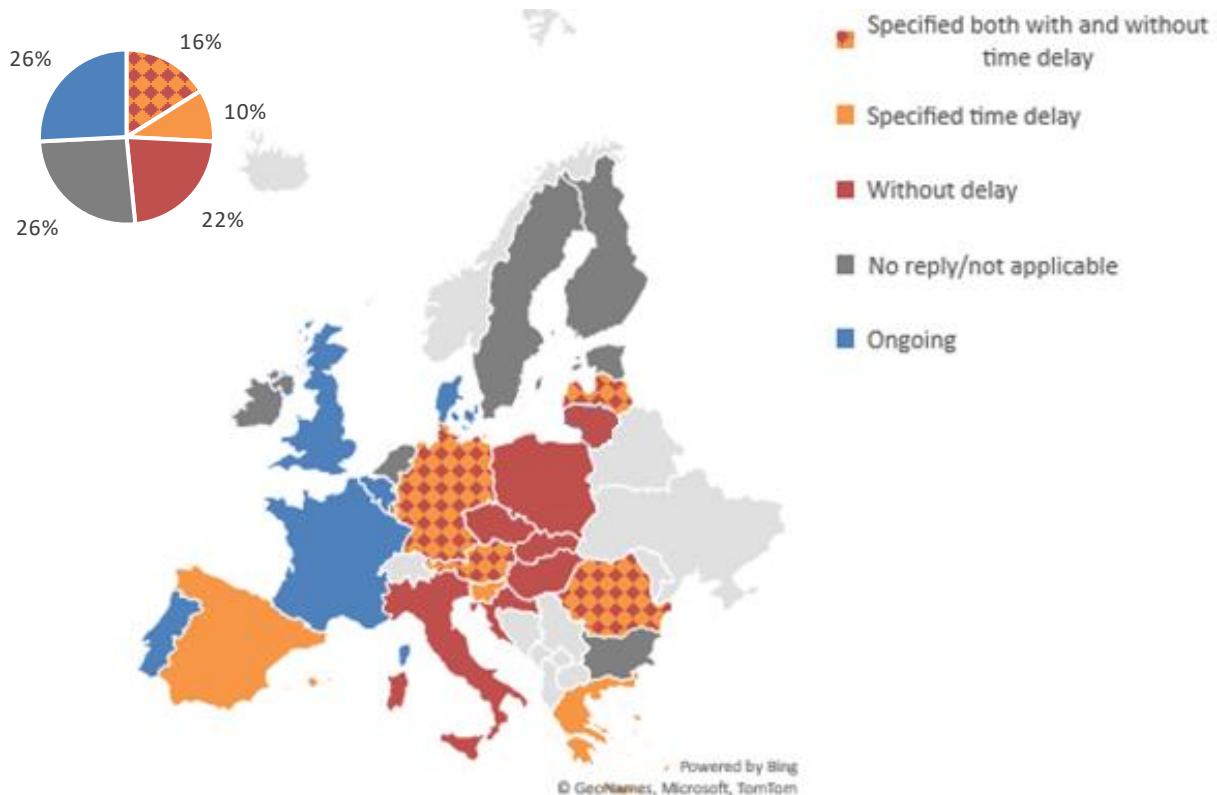 26%
16%
10%
22%
26%
Specified both with and without
time delay
Specified time delay
Without delay
No reply/not applicable
Ongoing
Powered by Bing
© GeoNames, Microsoft, TomTom